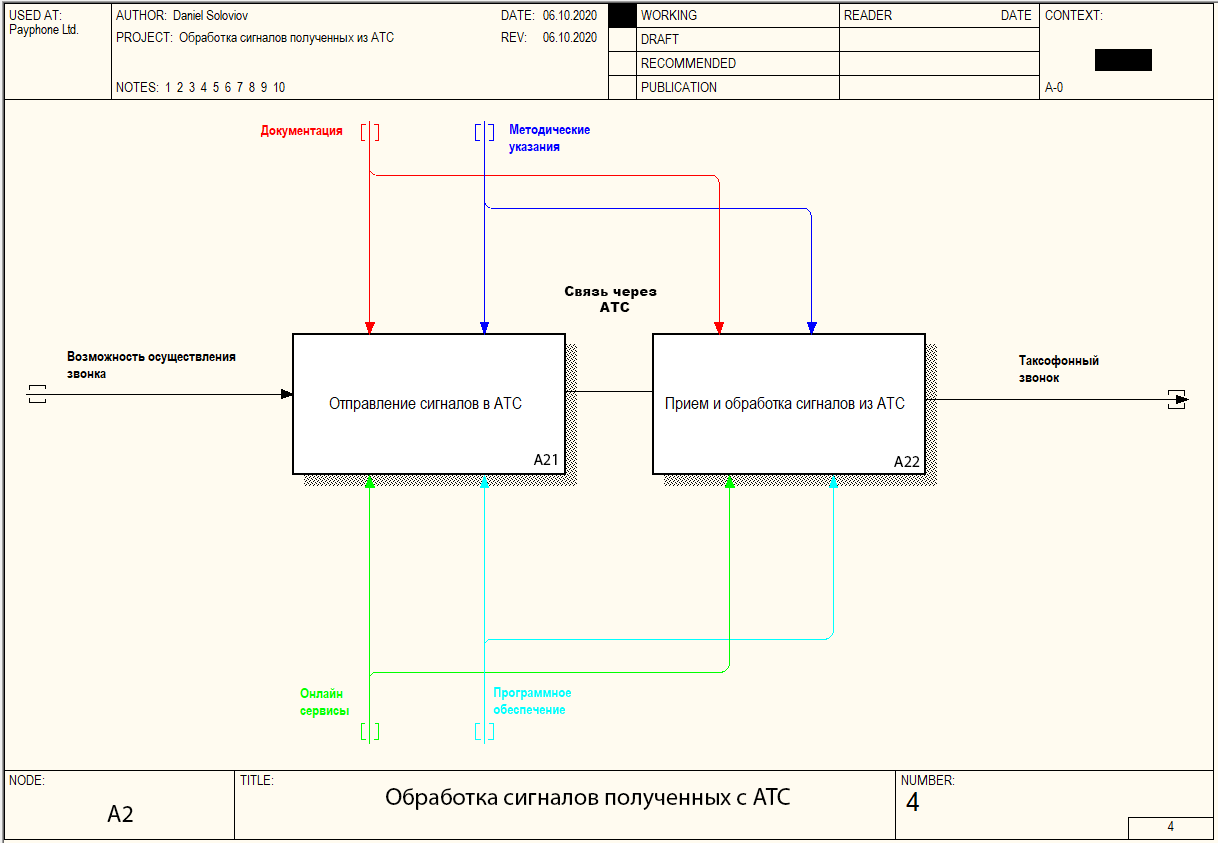 USED AT:
Payphone Ltd.
AUTHOR: Daniel Soloviov
DATE: 06.10.2020
PROJECT: Обработка сигналов полученных из АТС
REV: 06.10.2020
NOTES: 1 2 3 4 5 6 7 8 9 10
WORKING
DRAFT
RECOMMENDED
PUBLICATION
READER DATE
CONTEXT:
A-0
Документация
Методические
указания
Связь через
АТС
Возможность осуществления
звонка
Отправление сигналов в АТС
A21
Прием и обработка сигналов из АТС
A22
Таксофонный
звонок
Онлайн
сервисы
Программное
обеспечение
NODE:
A2
TITLE:
Обработка сигналов полученных с АТС
NUMBER:
4
4